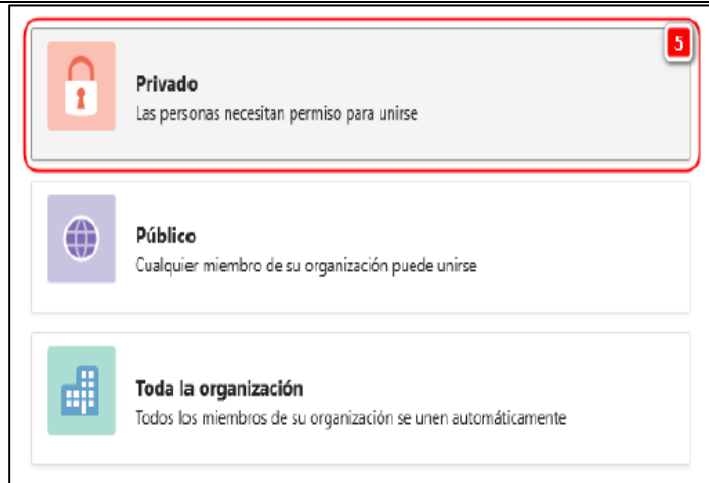 5
Privado
Las personas necesitan permiso para unirse
Público
Cualquier miembro de su organización puede unirse
Toda la organización
Todos los miembros de su organización se unen automáticamente